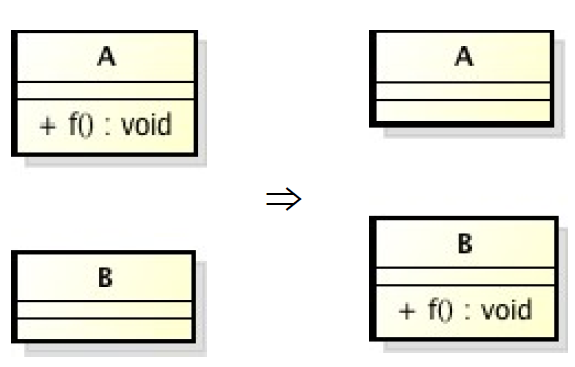 A
+ f() : void
B
⇒
A
B
+ f() : void